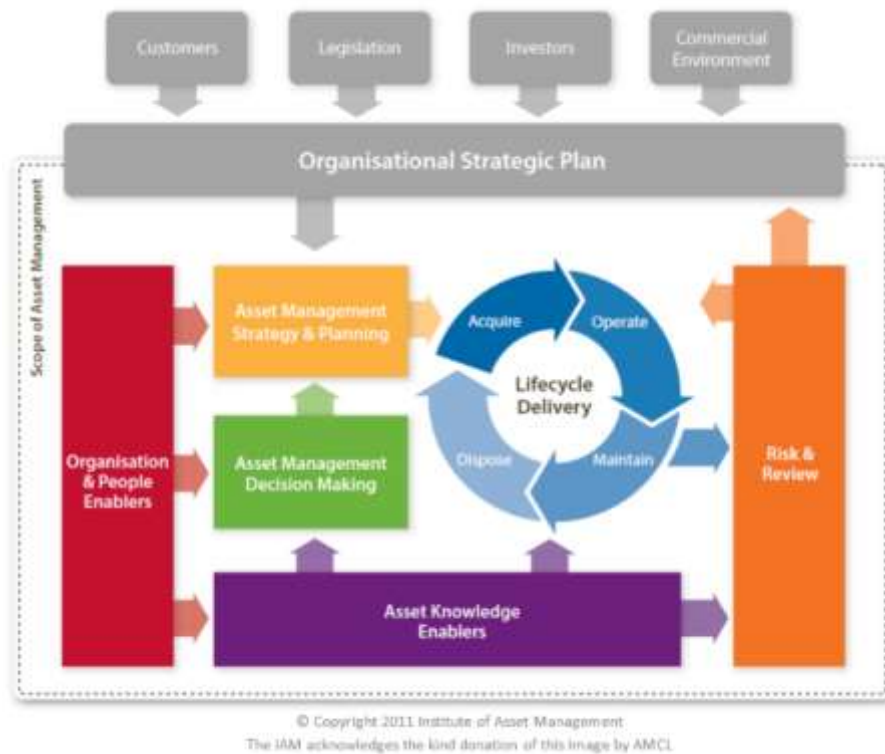 Customers
Legislation
Investors
Commercial
Environment
Organisational Strategic Plan
Scope of Asset Management
Asset Management
Strategy & Planning
Acquire
Operate
Lifecycle
Delivery
Organisation
& People
Enablers
Asset Management
Decision Making
Dispose
Maintain
Risk &
Review
Asset Knowledge
Enablers
© Copyright 2011 Institute of Asset Management
The IAM acknowledges the kind donation of this image by AMCL